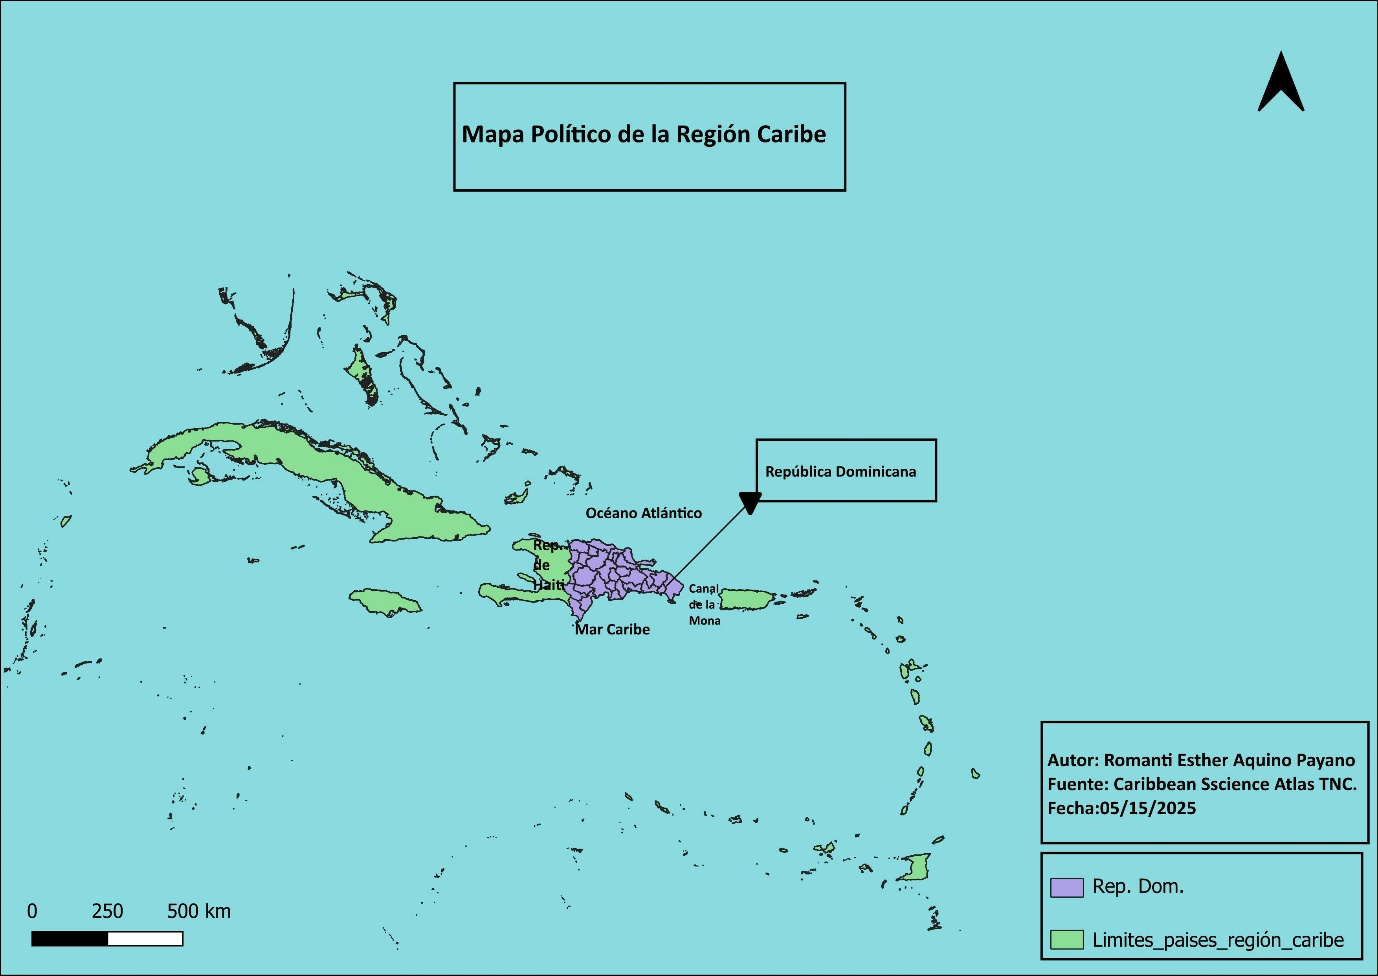 Mapa Político de la Región Caribe
República Dominicana
Océano Atlántico
Rep.
de
Haiti
Canal
de la
Mona
Mar Caribe
Autor: Romanti Esther Aquino Payano
Fuente: Caribbean Sscience Atlas TNC.
Fecha:05/15/2025
Rep. Dom.
Limites_paises_región_caribe
0 250 500 km